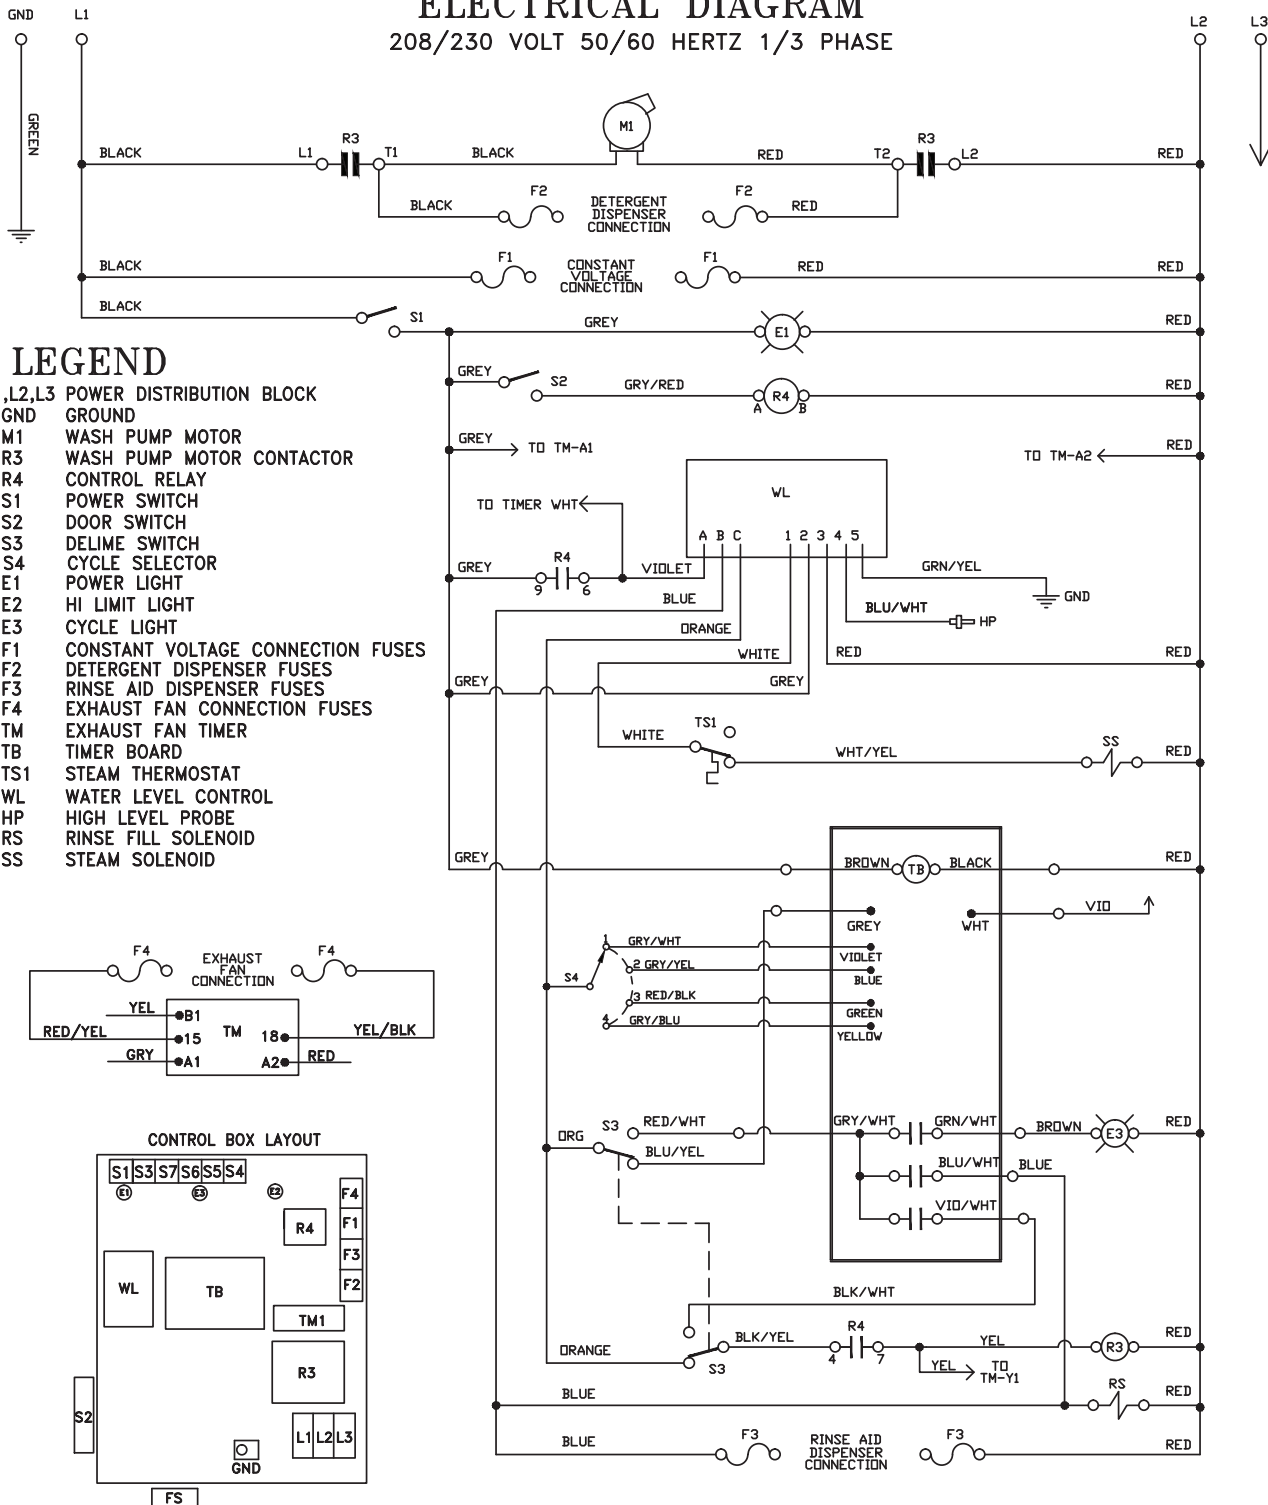 ELECTRICAL DIAGRAM
208/230 VOLT 50/60 HERTZ 1/3 PHASE
GND L1 L2 L3
GREEN
BLACK L1 R3 T1 BLACK M1 RED T2 R3 L2 RED
BLACK F2 DETERGENT DISPENSER CONNECTION F2 RED
BLACK F1 CONSTANT VOLTAGE CONNECTION F1 RED RED
BLACK S1 GREY E1 RED
GREY S2 GRY/RED A R4 B RED
GREY TO TM-A1 TO TM-A2 RED
WL
TO TIMER WHT
A B C 1 2 3 4 5
GREY 9 R4 6 VIOLET GRN/YEL GND
BLUE BLU/WHT HP
ORANGE
WHITE RED RED
GREY GREY
WHITE TS1 WHT/YEL SS RED
GREY BROWN TB BLACK RED
GREY WHT VIO
S4
1 GRY/WHT VIOLET
2 GRY/YEL BLUE
3 RED/BLK GREEN
4 GRY/BLU YELLOW
ORG S3 RED/WHT GRY/WHT GRN/WHT BROWN E3 RED
BLU/YEL BLU/WHT BLUE
VIO/WHT
BLK/WHT
ORANGE S3 BLK/YEL 4 R4 7 YEL R3 RED
YEL TO TM-Y1
BLUE RS RED
BLUE F3 RINSE AID DISPENSER CONNECTION F3 RED
LEGEND
,L2,L3 POWER DISTRIBUTION BLOCK
GND GROUND
M1 WASH PUMP MOTOR
R3 WASH PUMP MOTOR CONTACTOR
R4 CONTROL RELAY
S1 POWER SWITCH
S2 DOOR SWITCH
S3 DELIME SWITCH
S4 CYCLE SELECTOR
E1 POWER LIGHT
E2 HI LIMIT LIGHT
E3 CYCLE LIGHT
F1 CONSTANT VOLTAGE CONNECTION FUSES
F2 DETERGENT DISPENSER FUSES
F3 RINSE AID DISPENSER FUSES
F4 EXHAUST FAN CONNECTION FUSES
TM EXHAUST FAN TIMER
TB TIMER BOARD
TS1 STEAM THERMOSTAT
WL WATER LEVEL CONTROL
HP HIGH LEVEL PROBE
RS RINSE FILL SOLENOID
SS STEAM SOLENOID
F4 EXHAUST FAN CONNECTION F4
YEL B1
RED/YEL 15 TM 18 YEL/BLK
GRY A1 A2 RED
CONTROL BOX LAYOUT
S1 S3 S7 S6 S5 S4
E1 E3 E2 F4
R4 F1
F3
WL TB F2
TM1
R3
S2 L1 L2 L3
GND
FS